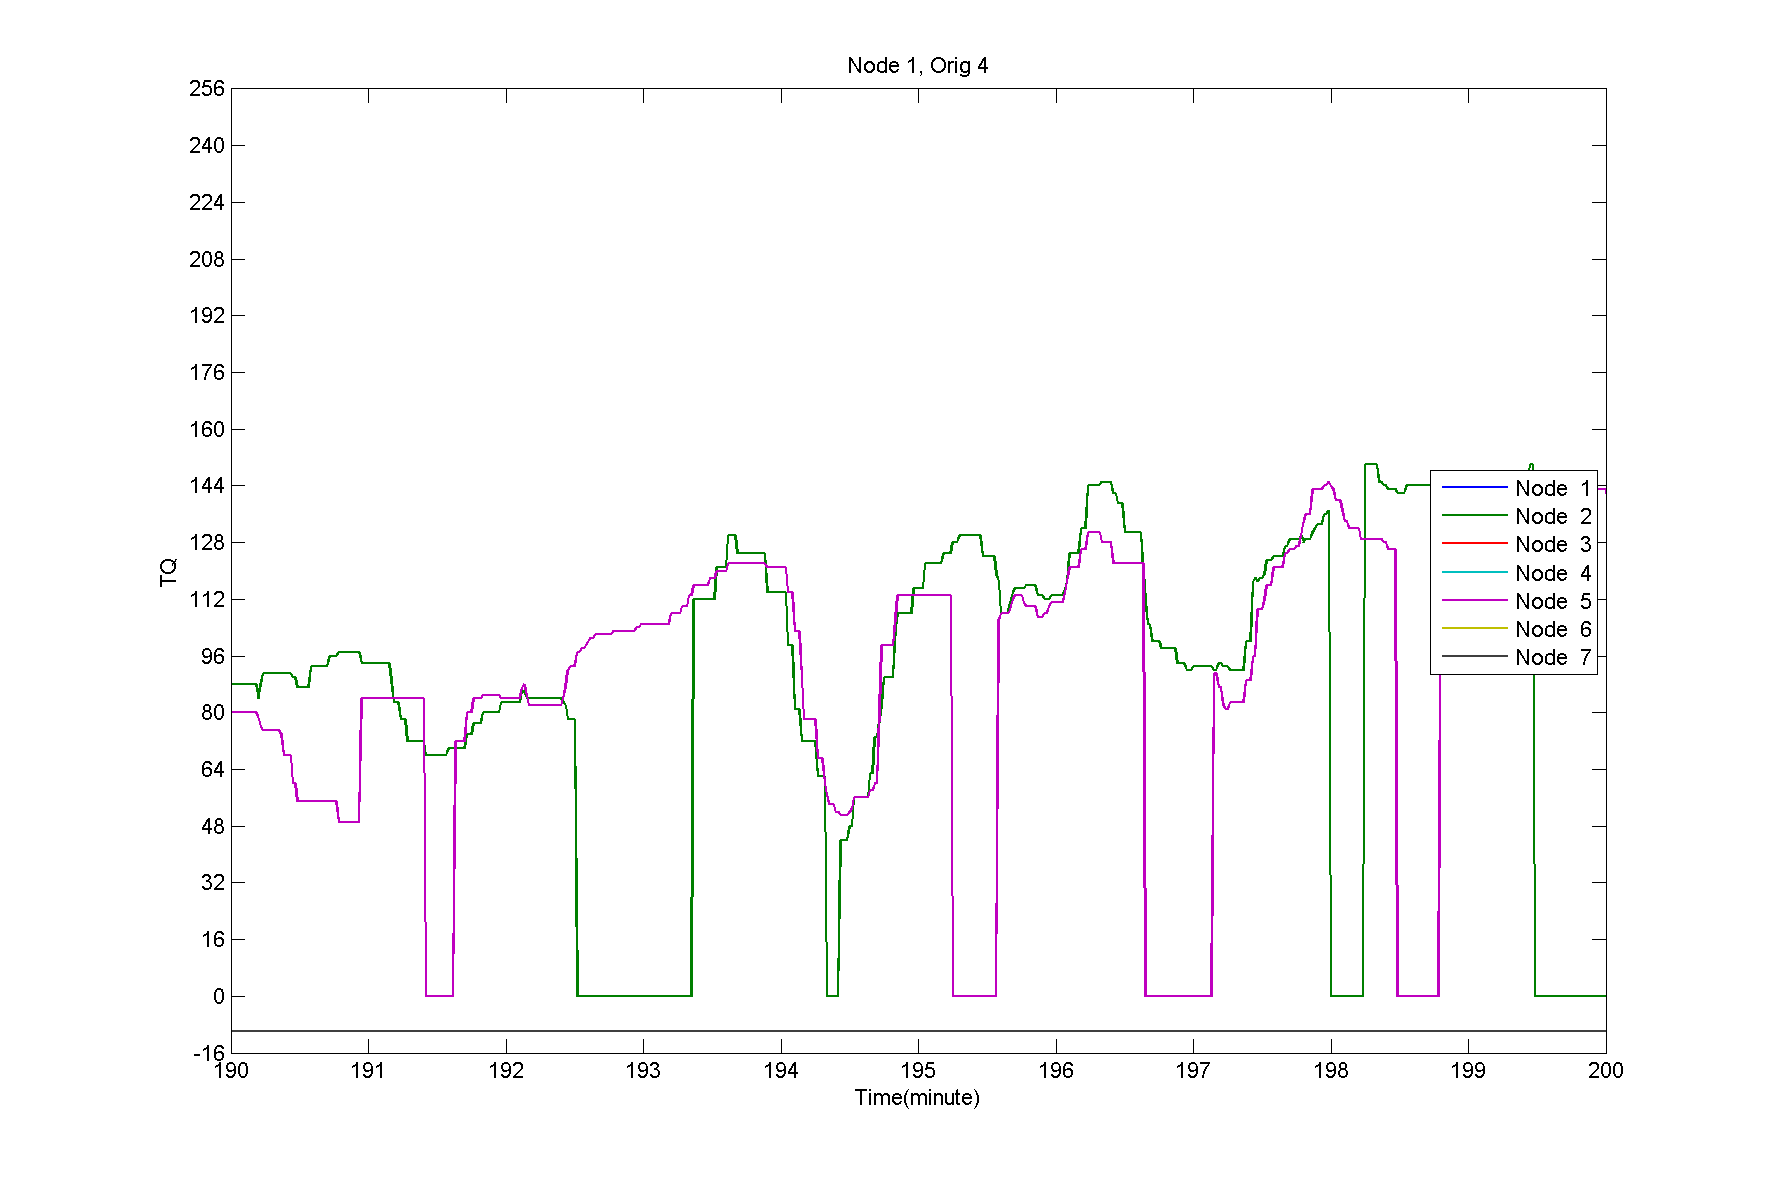 Node 1, Orig 4
256
240
224
208
192
176
160
144
128
112
96
80
64
48
32
16
0
-16
TQ
Node 1
Node 2
Node 3
Node 4
Node 5
Node 6
Node 7
190 191 192 193 194 195 196 197 198 199 200
Time(minute)